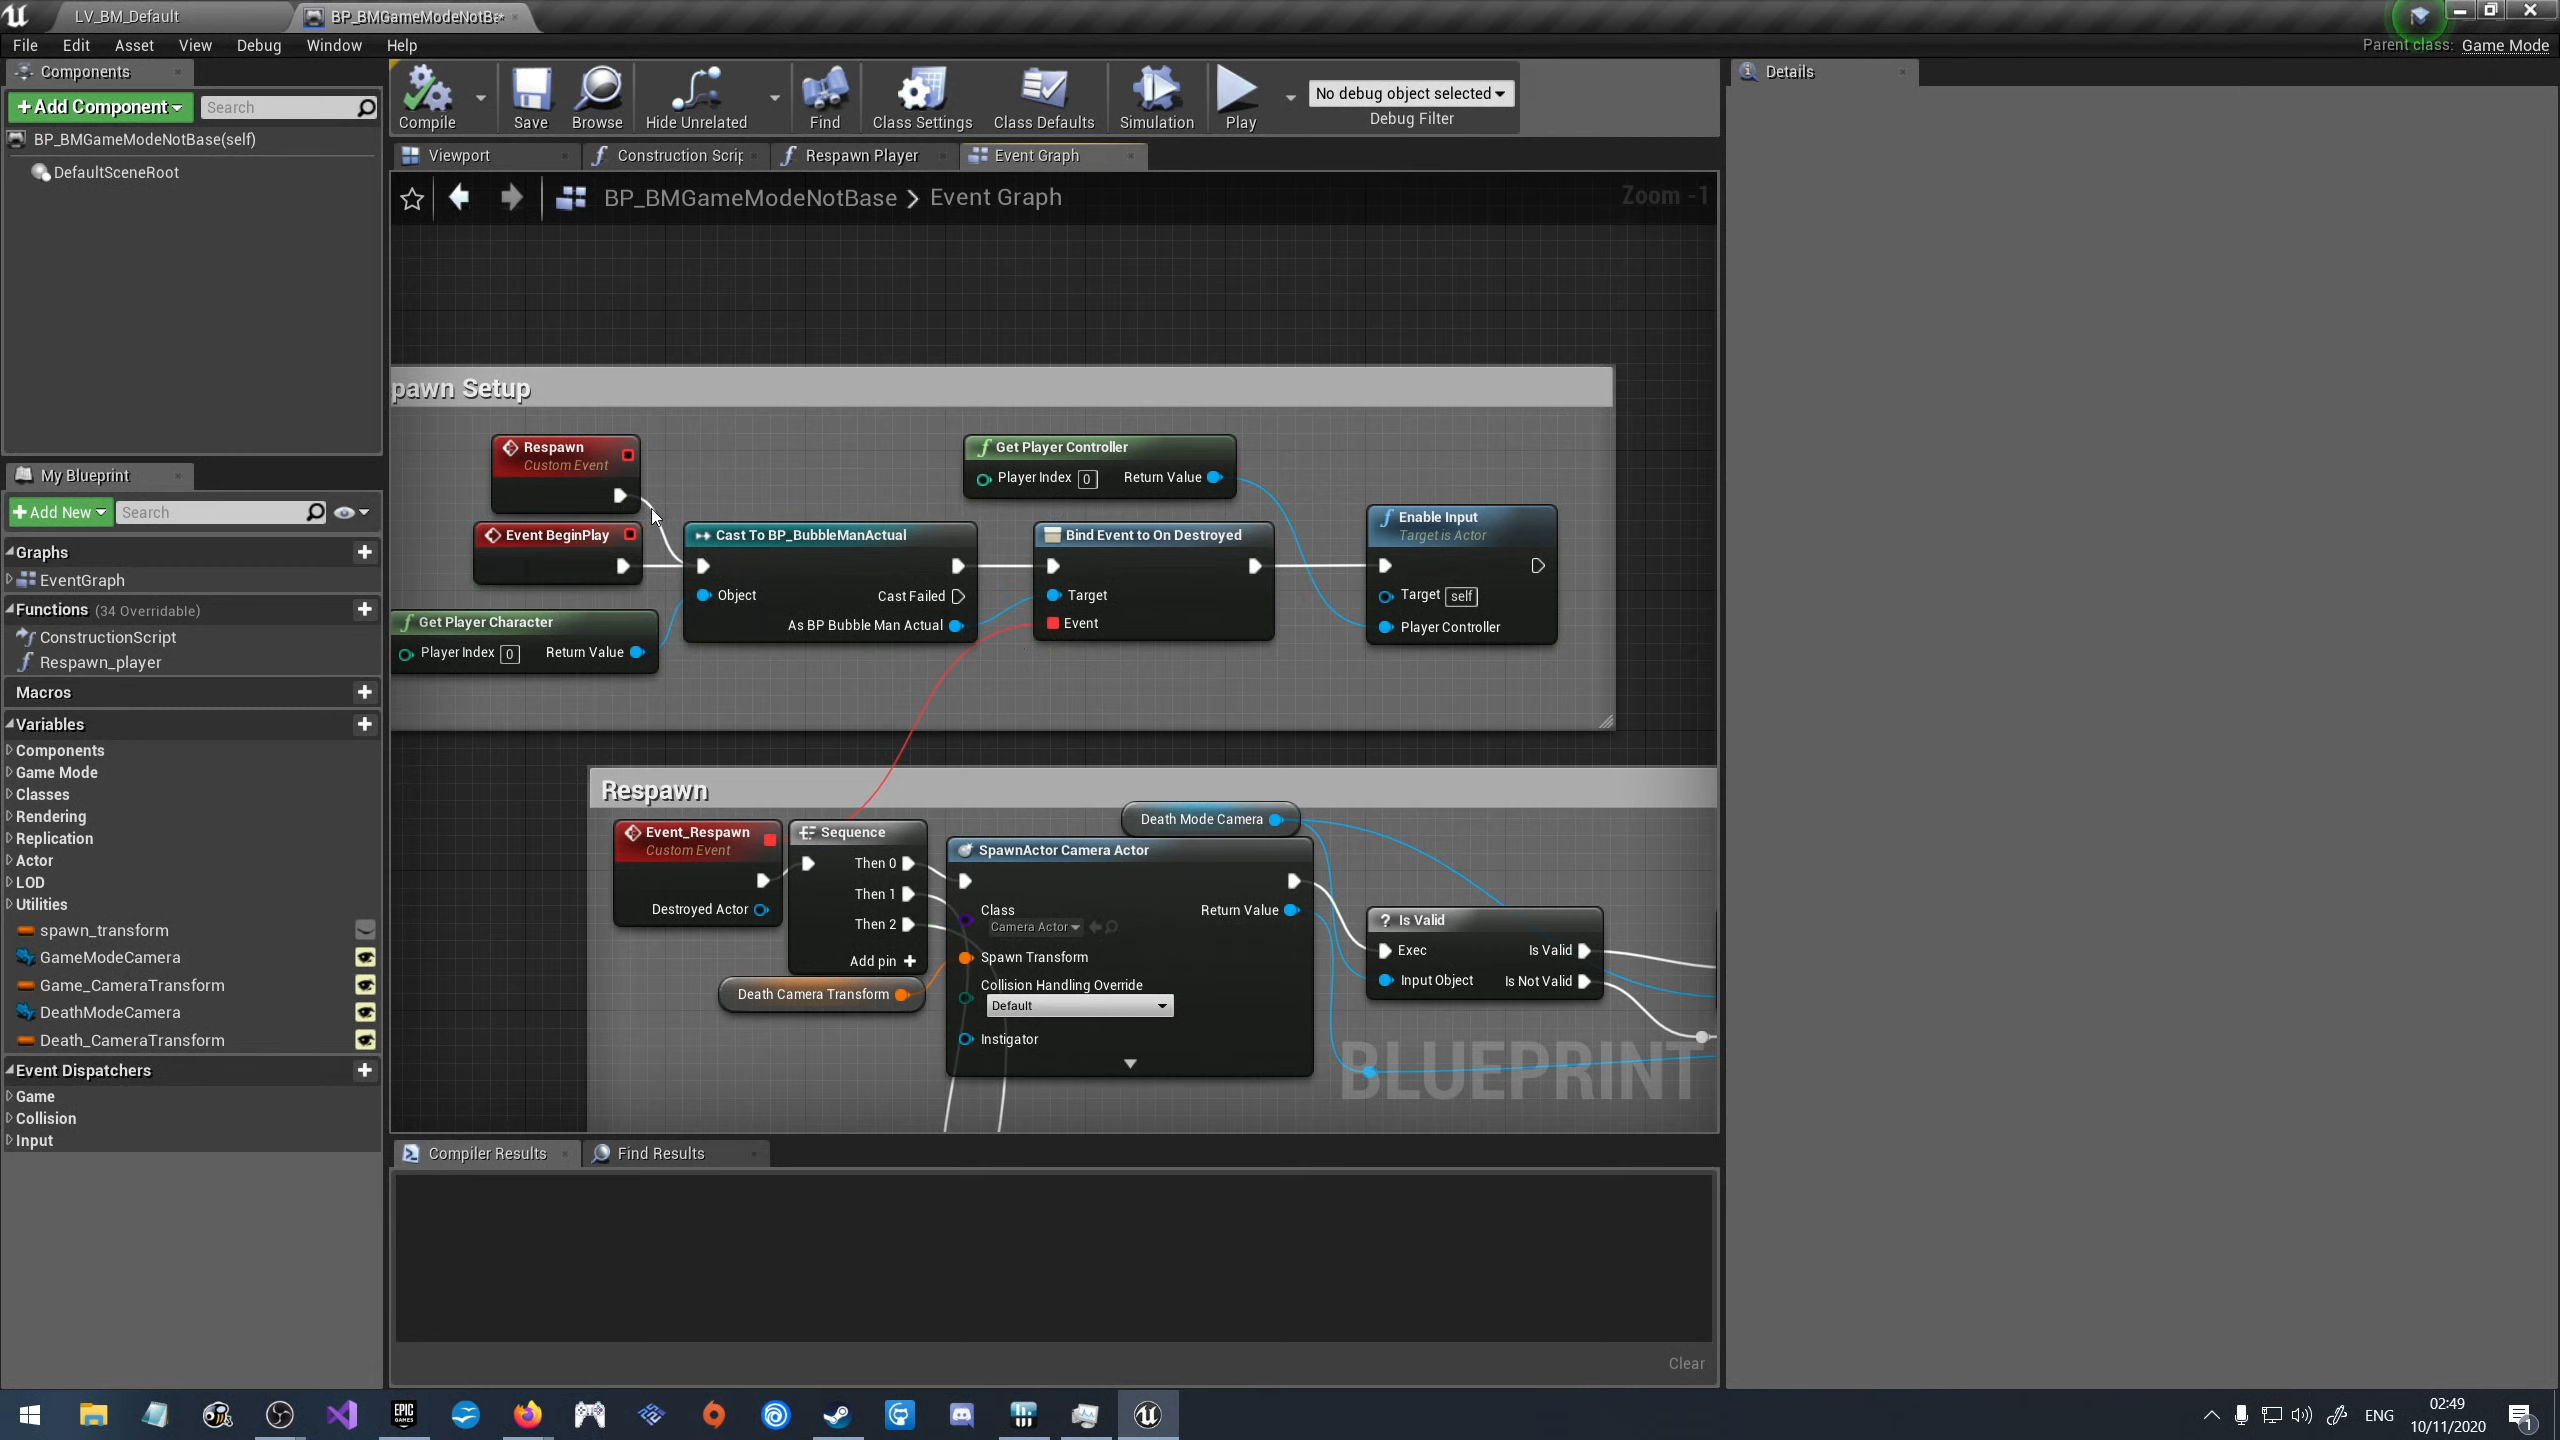 LV_BM_Default
BP_BMGameModeNotBa*
File Edit Asset View Debug Window Help
Parent class: Game Mode
Components
Add Component
Search
BP_BMGameModeNotBase(self)
DefaultSceneRoot
Compile
Save
Browse
Hide Unrelated
Find
Class Settings
Class Defaults
Simulation
Play
No debug object selected
Debug Filter
Details
Viewport
Construction Scrip
Respawn Player
Event Graph
BP_BMGameModeNotBase > Event Graph
Zoom -1
pawn Setup
Respawn
Custom Event
Event BeginPlay
Get Player Character
Player Index 0 Return Value
Cast To BP_BubbleManActual
Object
Cast Failed
As BP Bubble Man Actual
Get Player Controller
Player Index 0 Return Value
Bind Event to On Destroyed
Target
Event
Enable Input
Target is Actor
Target self
Player Controller
Respawn
Event_Respawn
Custom Event
Destroyed Actor
Sequence
Then 0
Then 1
Then 2
Add pin +
Death Camera Transform
Death Mode Camera
SpawnActor Camera Actor
Class
Camera Actor
Return Value
Spawn Transform
Collision Handling Override
Default
Instigator
? Is Valid
Exec Is Valid
Input Object Is Not Valid
BLUEPRINT
My Blueprint
Add New
Search
Graphs
EventGraph
Functions (34 Overridable)
ConstructionScript
Respawn_player
Macros
Variables
Components
Game Mode
Classes
Rendering
Replication
Actor
LOD
Utilities
spawn_transform
GameModeCamera
Game_CameraTransform
DeathModeCamera
Death_CameraTransform
Event Dispatchers
Game
Collision
Input
Compiler Results
Find Results
Clear
EPIC
GAMES
ENG
02:49
10/11/2020
1